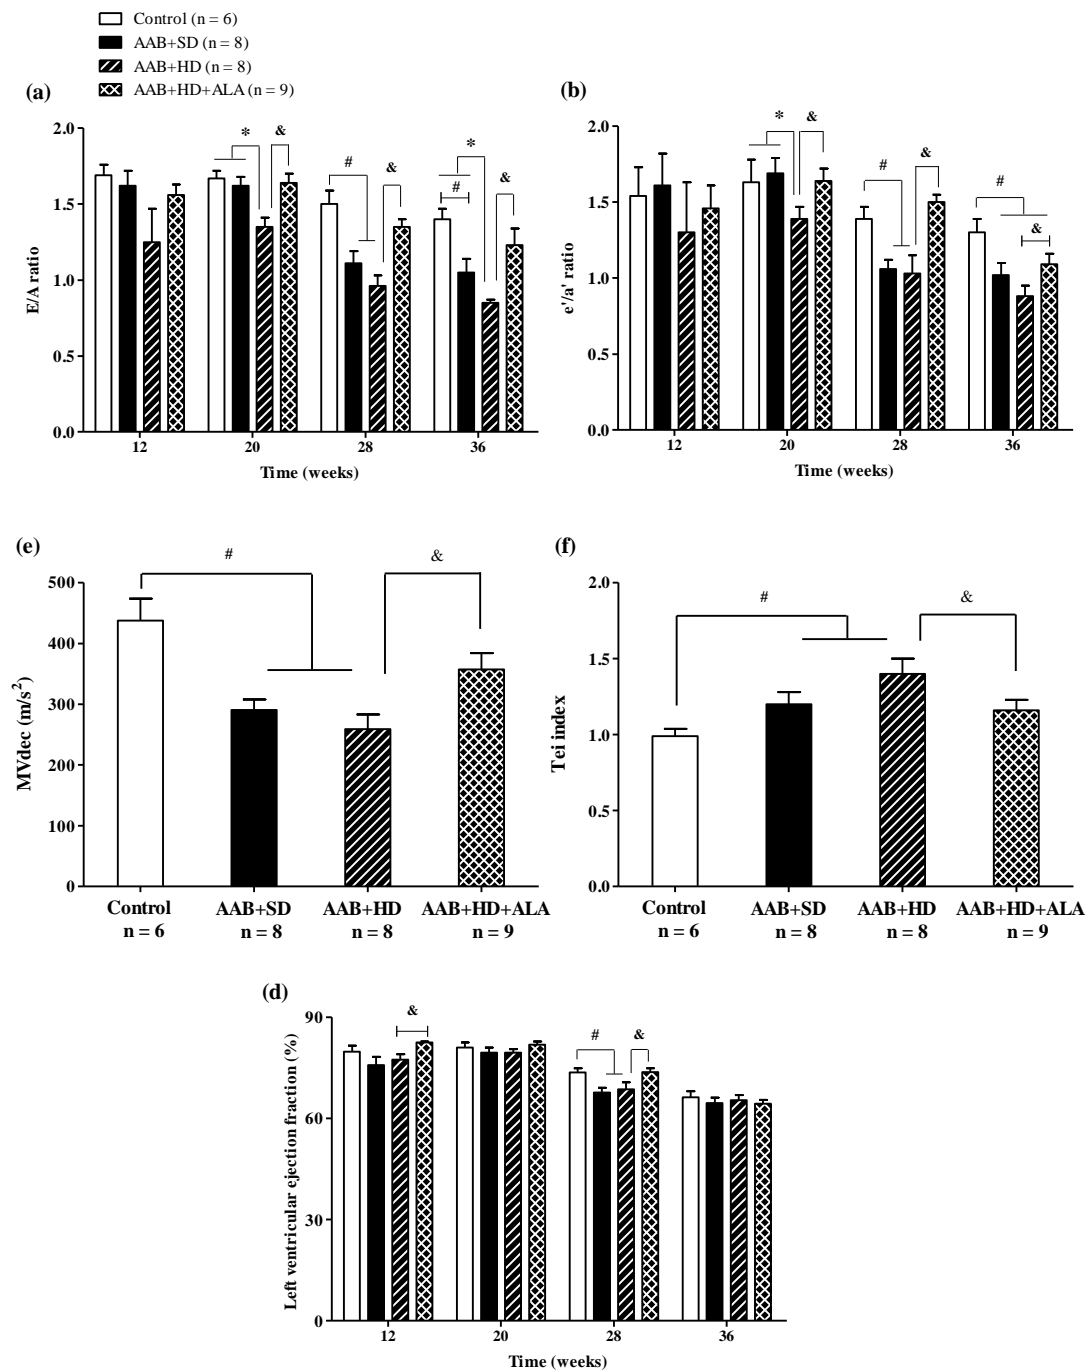 Control (n = 6)
AAB+SD (n = 8)
AAB+HD (n = 8)
AAB+HD+ALA (n = 9)
(a)
E/A ratio
2.0
1.5
1.0
0.5
0.0
* & # & * # &
12 20 28 36
Time (weeks)
(b)
e'/a' ratio
2.0
1.5
1.0
0.5
0.0
* & # & # &
12 20 28 36
Time (weeks)
(e)
MVdec (m/s²)
500
400
300
200
100
0
# &
Control AAB+SD AAB+HD AAB+HD+ALA
n = 6 n = 8 n = 8 n = 9
(f)
Tei index
2.0
1.5
1.0
0.5
0.0
# &
Control AAB+SD AAB+HD AAB+HD+ALA
n = 6 n = 8 n = 8 n = 9
(d)
Left ventricular ejection fraction (%)
90
60
30
0
& # &
12 20 28 36
Time (weeks)